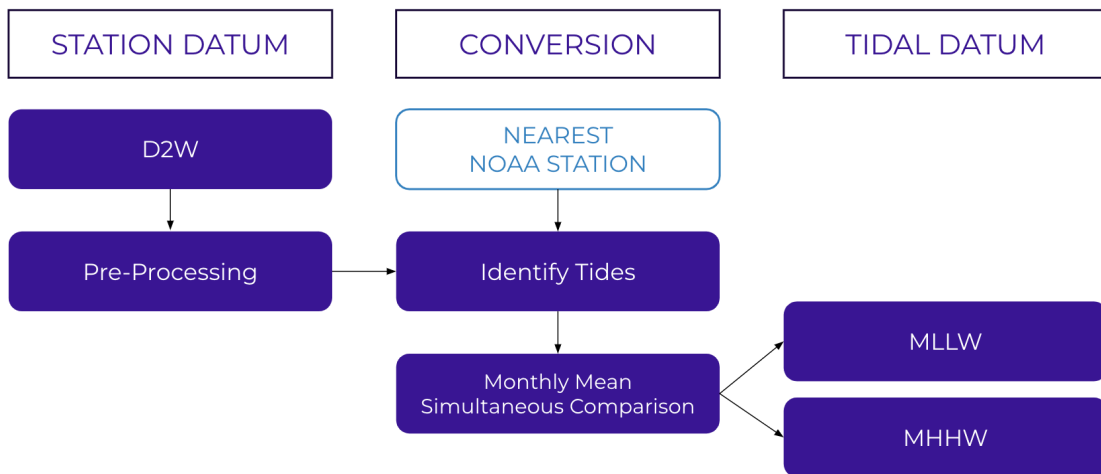 STATION DATUM
CONVERSION
TIDAL DATUM
D2W
NEAREST
NOAA STATION
Pre-Processing
Identify Tides
Monthly Mean
Simultaneous Comparison
MLLW
MHHW